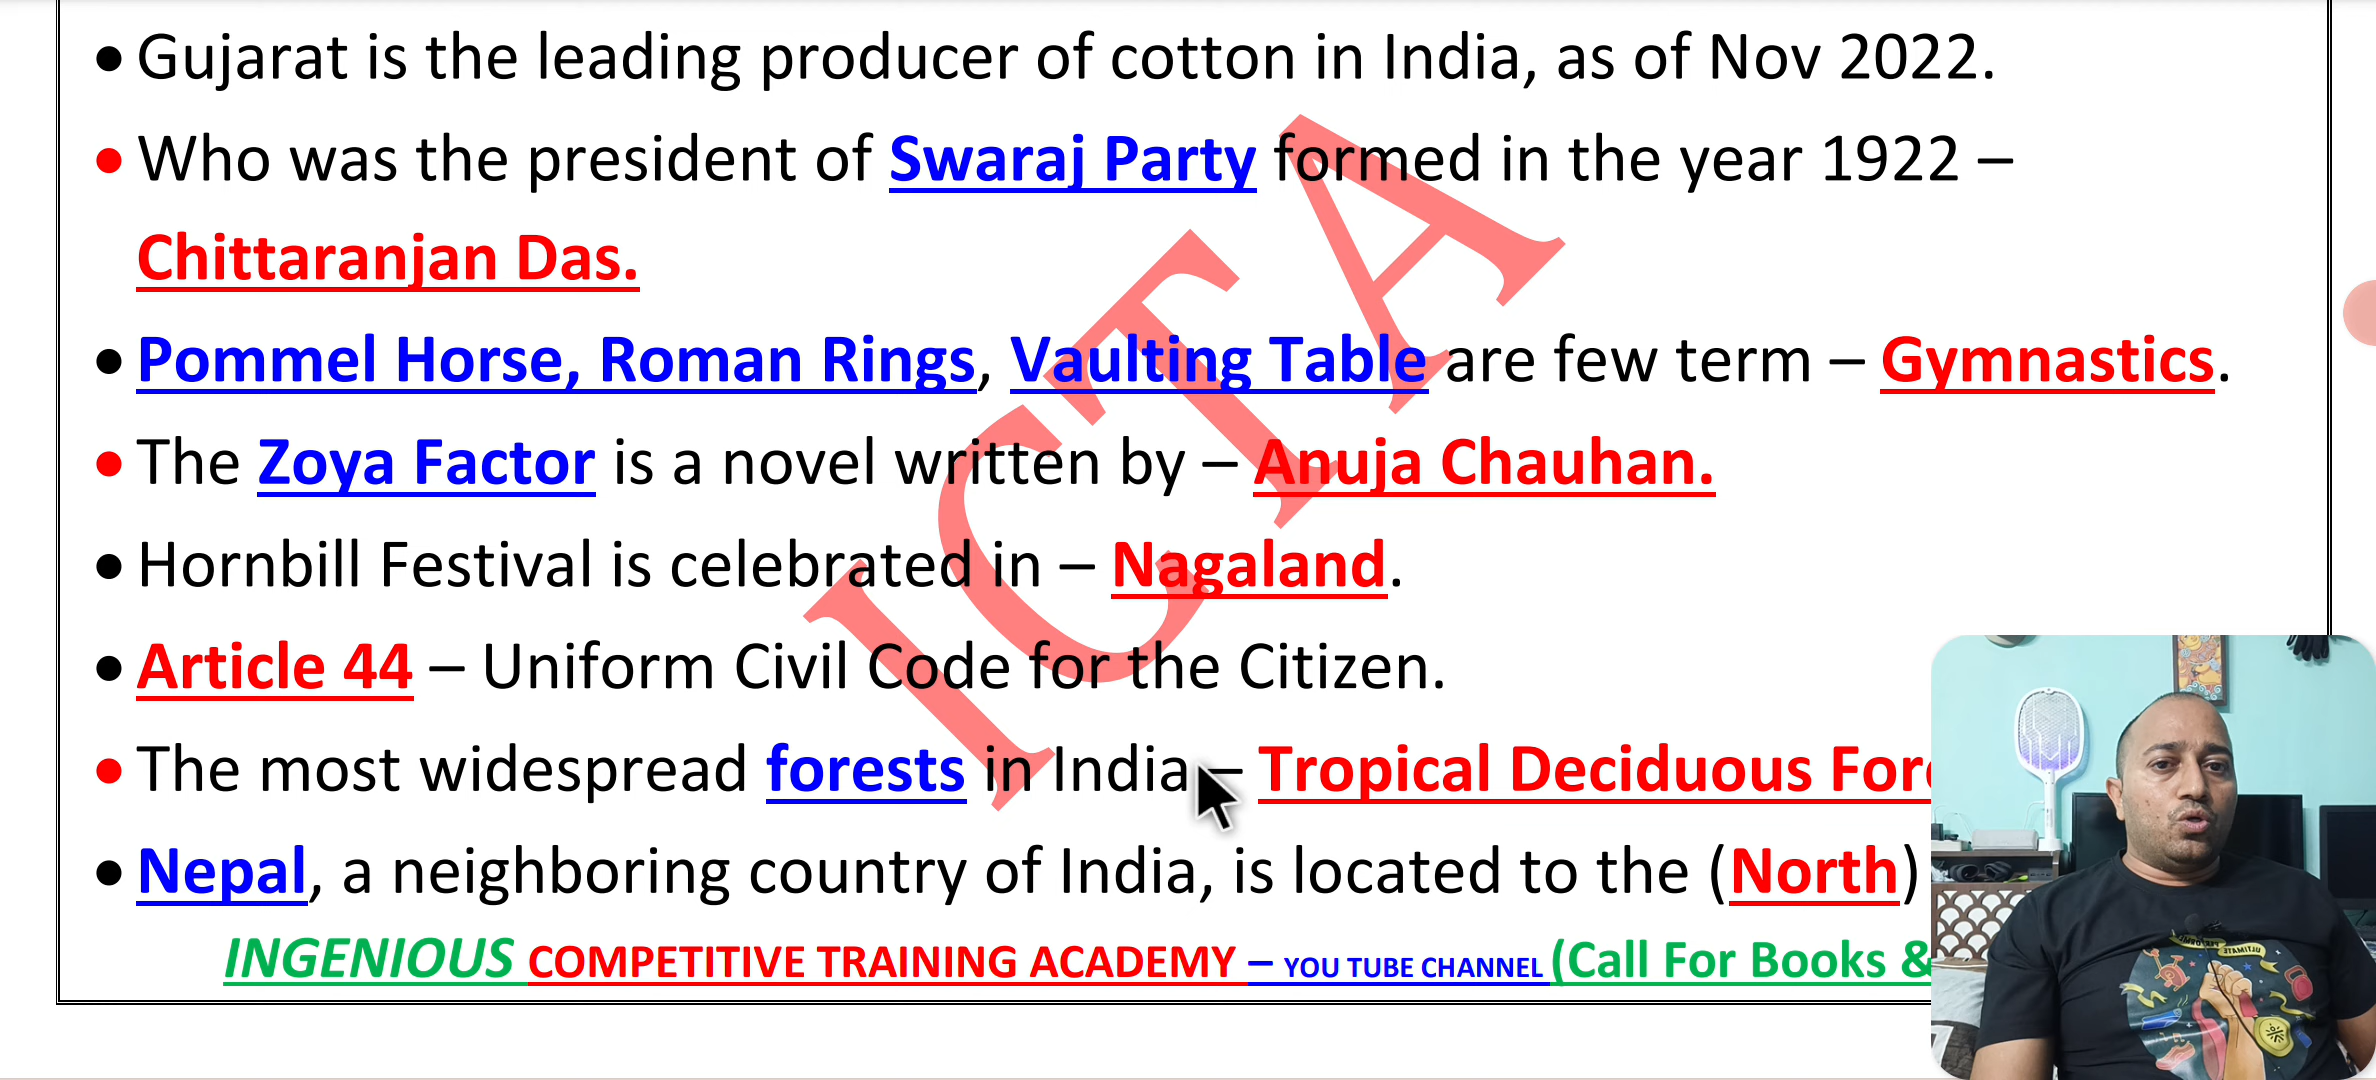 • Gujarat is the leading producer of cotton in India, as of Nov 2022.
• Who was the president of Swaraj Party formed in the year 1922 –
Chittaranjan Das.
• Pommel Horse, Roman Rings, Vaulting Table are few term – Gymnastics.
• The Zoya Factor is a novel written by – Anuja Chauhan.
• Hornbill Festival is celebrated in – Nagaland.
• Article 44 – Uniform Civil Code for the Citizen.
• The most widespread forests in India – Tropical Deciduous
• Nepal, a neighboring country of India, is located to the (North)
INGENIOUS COMPETITIVE TRAINING ACADEMY – YOU TUBE CHANNEL (Call For Books &
ICTA